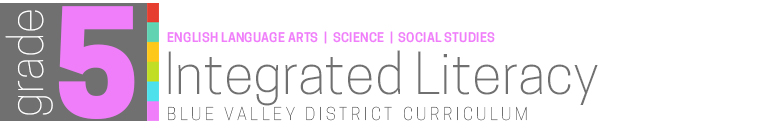 grade 5
ENGLISH LANGUAGE ARTS | SCIENCE | SOCIAL STUDIES
Integrated Literacy
BLUE VALLEY DISTRICT CURRICULUM